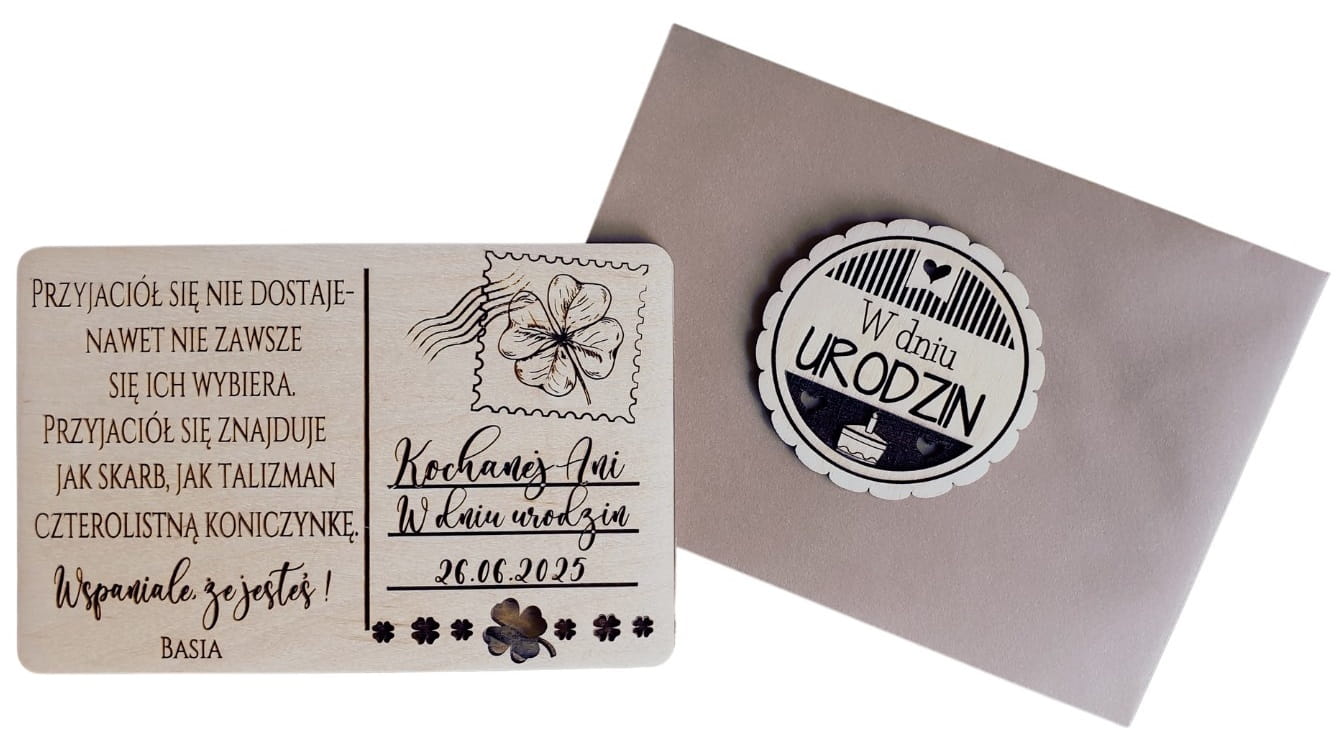 PRZYJACIÓŁ SIĘ NIE DOSTAJE-
NAWET NIE ZAWSZE
SIĘ ICH WYBIERA.
PRZYJACIÓŁ SIĘ ZNAJDUJE
JAK SKARB, JAK TALIZMAN
CZTEROLISTNĄ KONICZYNKĘ.
Wspaniale, że jesteś !
BASIA
Kochanej Ani
W dniu urodzin
26.06.2025
W dniu
URODZIN